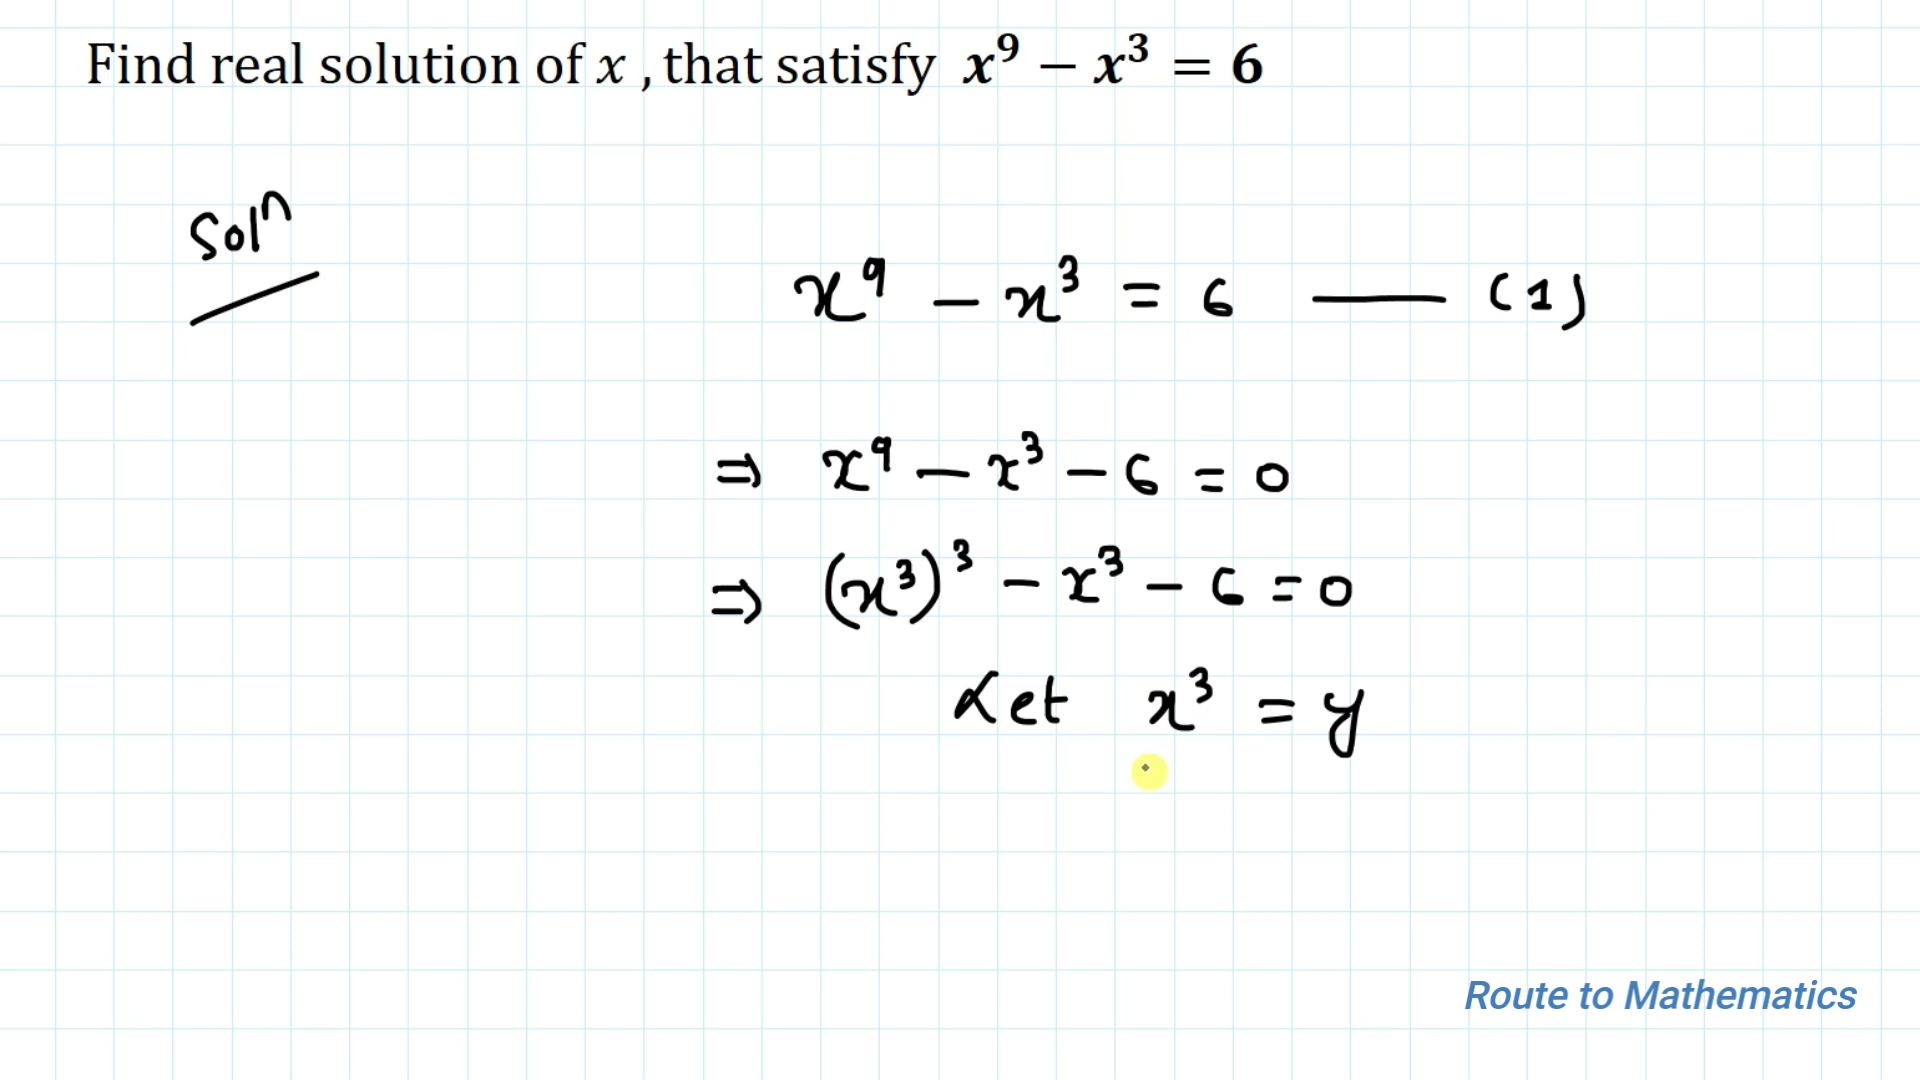 Find real solution of x , that satisfy x⁹ − x³ = 6
Solⁿ
x⁹ − x³ = 6 —— (1)
⇒ x⁹ − x³ − 6 = 0
⇒ (x³)³ − x³ − 6 = 0
Let x³ = y
Route to Mathematics